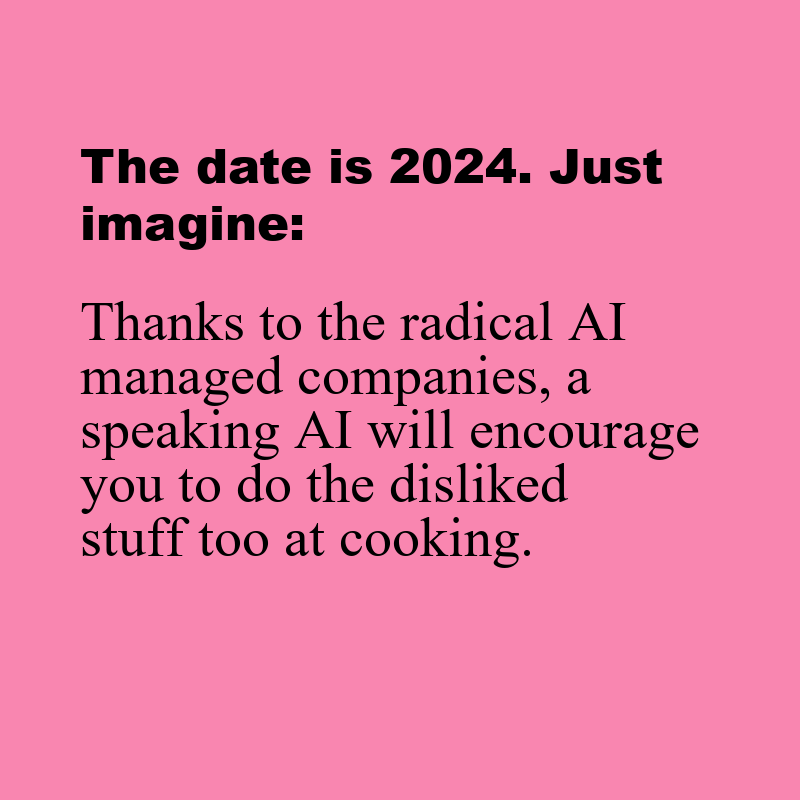 The date is 2024. Just
imagine:
Thanks to the radical AI
managed companies, a
speaking AI will encourage
you to do the disliked
stuff too at cooking.